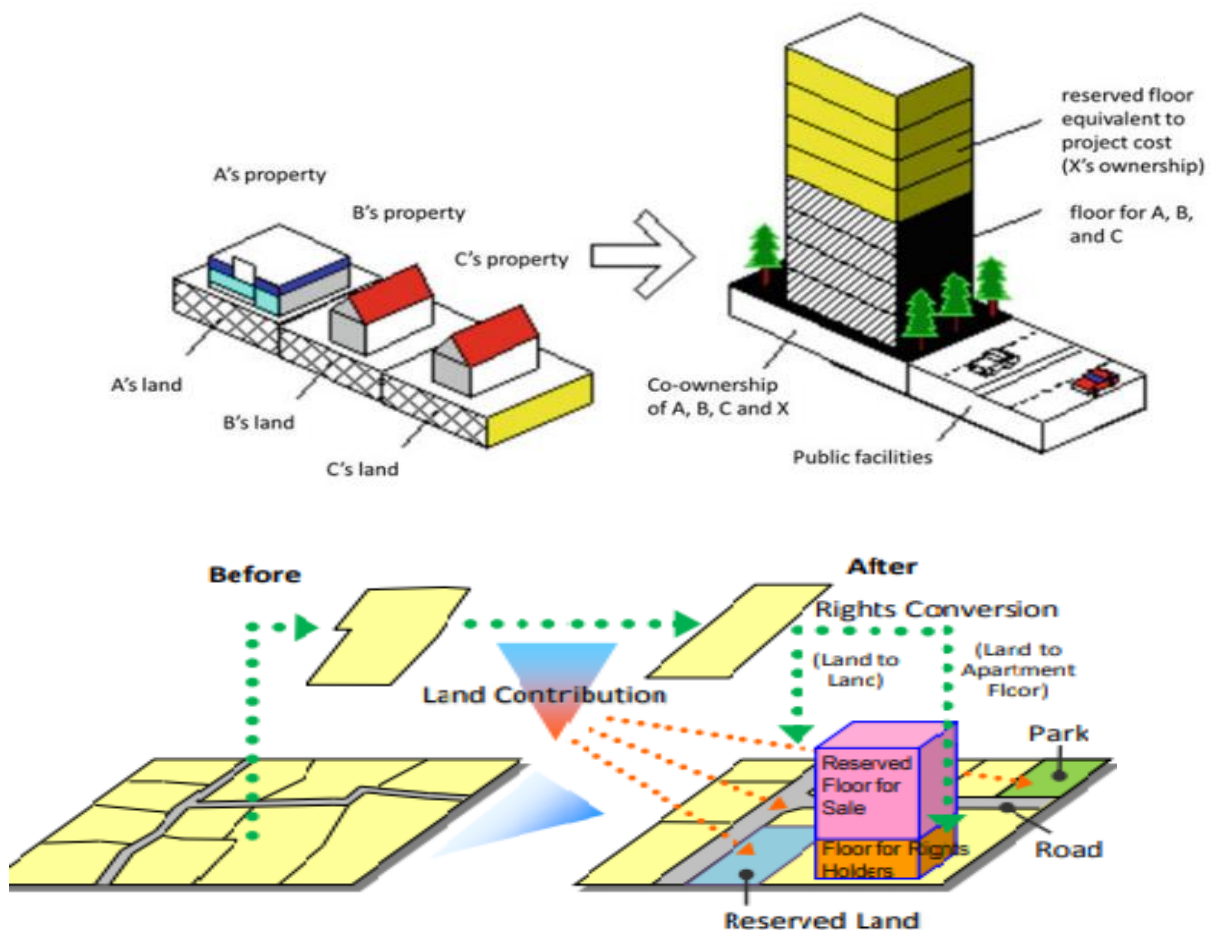 A's property
B's property
C's property
A's land
B's land
C's land
reserved floor
equivalent to
project cost
(X's ownership)
floor for A, B,
and C
Co-ownership
of A, B, C and X
Public facilities
Before
After
Rights Conversion
(Land to
Land)
(Land to
Apartment
Floor)
Land Contribution
Park
Reserved
Floor for
Sale
Floor for Rights
Holders
Road
Reserved Land